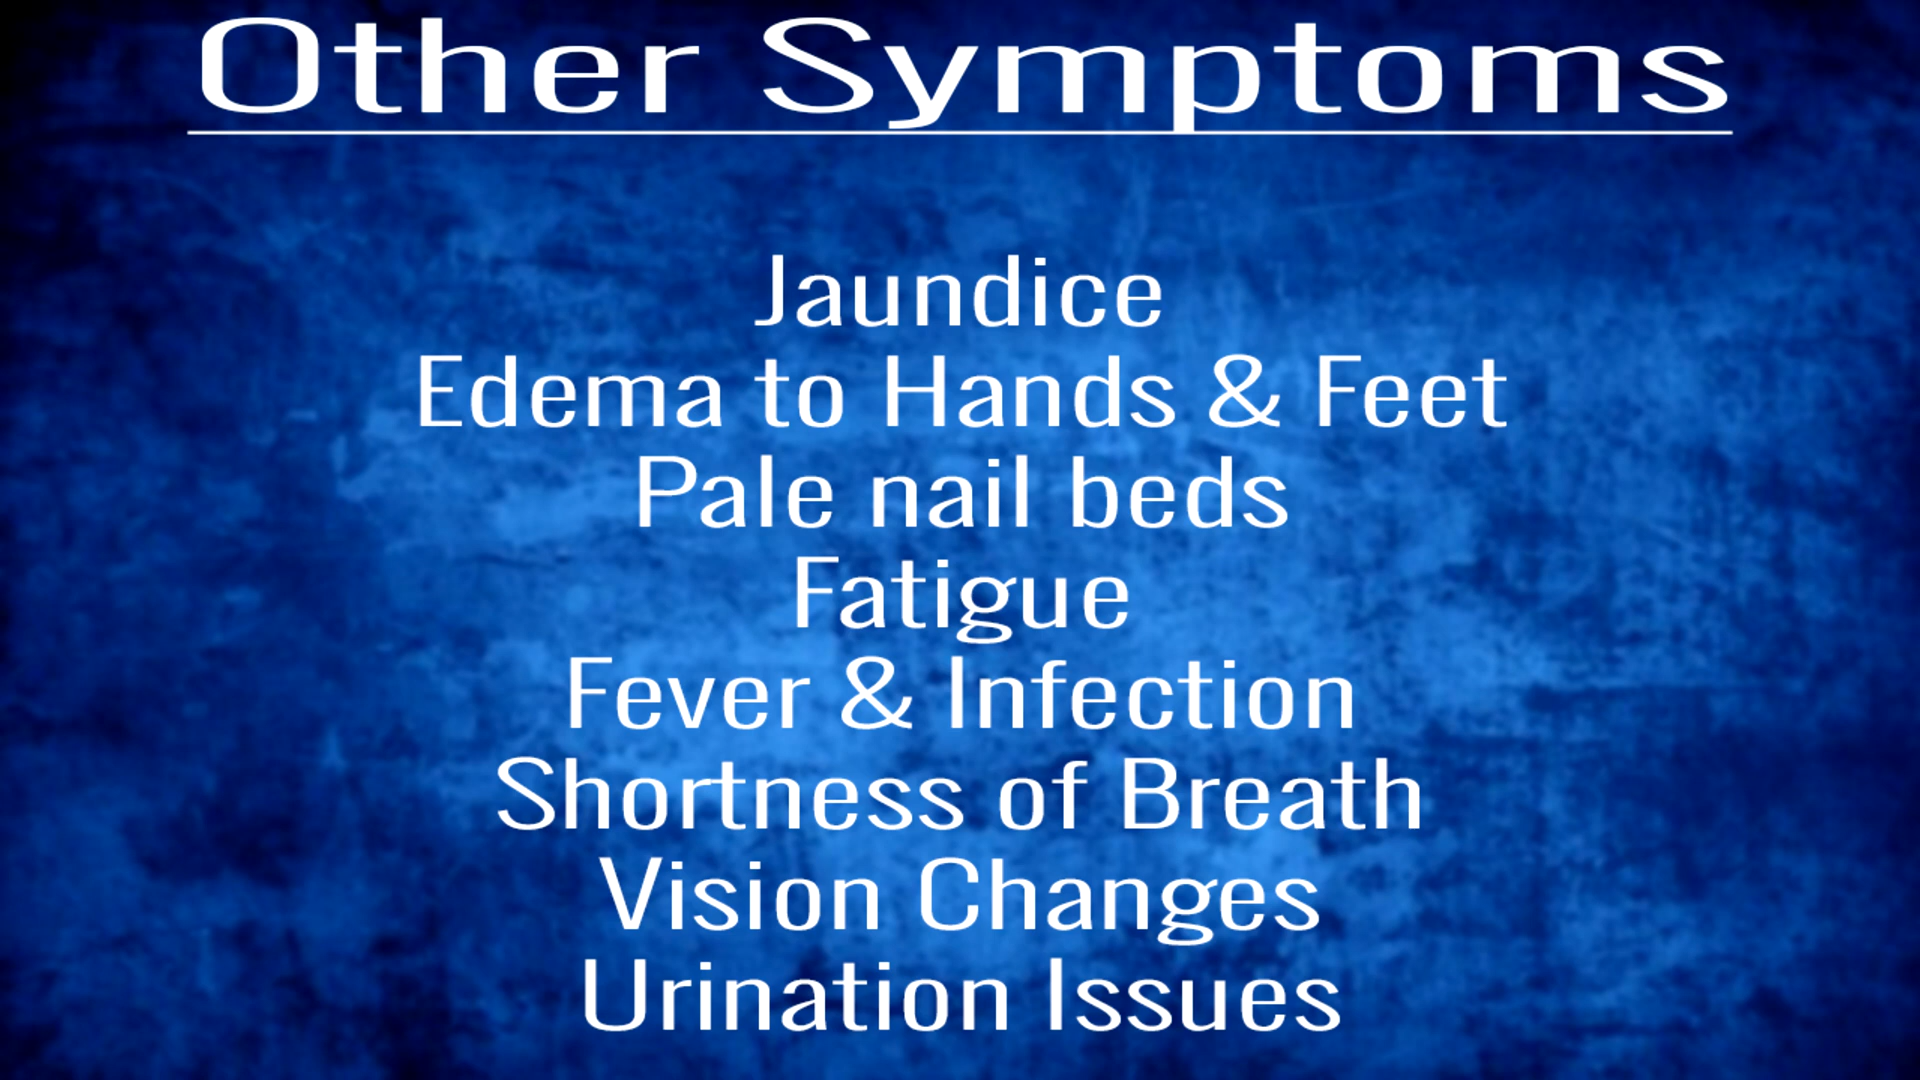 Other Symptoms
Jaundice
Edema to Hands & Feet
Pale nail beds
Fatigue
Fever & Infection
Shortness of Breath
Vision Changes
Urination Issues